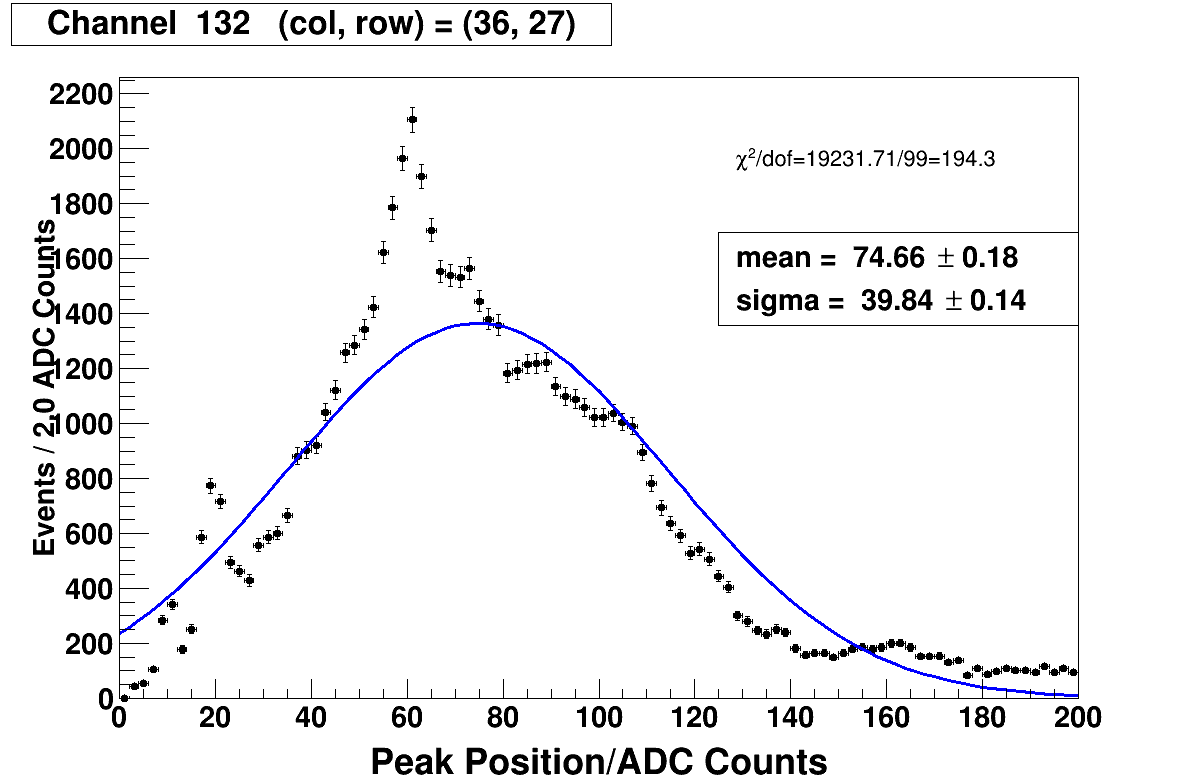 Channel 132 (col, row) = (36, 27)
2200
2000
1800
1600
1400
1200
1000
800
600
400
200
0
Events / 2.0 ADC Counts
χ²/dof=19231.71/99=194.3
mean = 74.66 ± 0.18
sigma = 39.84 ± 0.14
0 20 40 60 80 100 120 140 160 180 200
Peak Position/ADC Counts